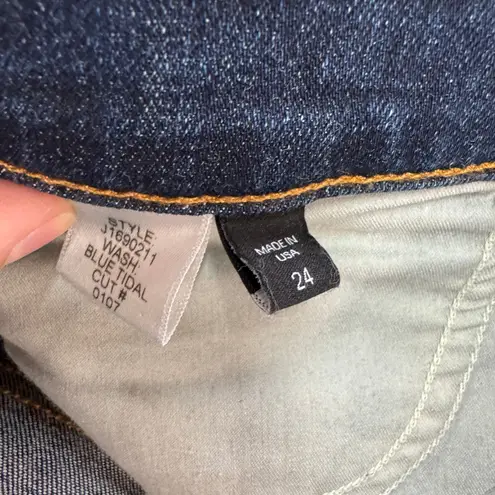 STYLE:
J1690211
WASH:
BLUE TIDAL
CUT #
0107
MADE IN
USA
24